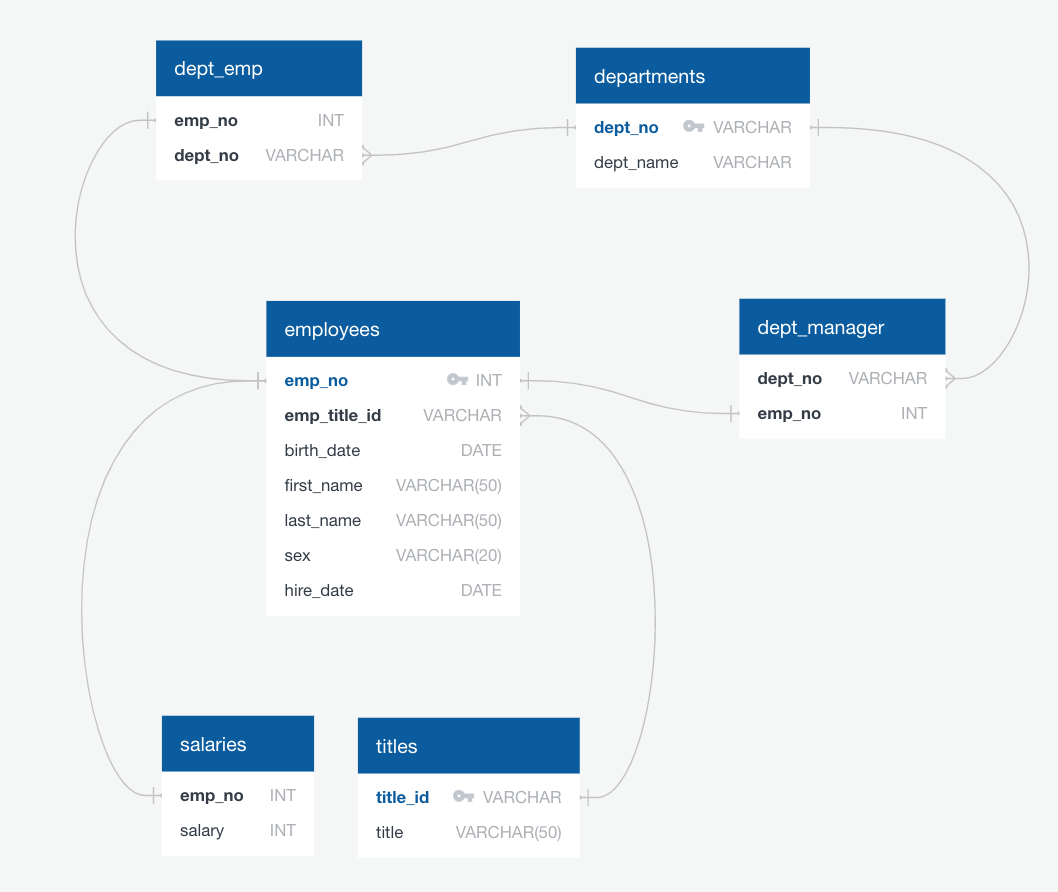 dept_emp
emp_no INT
dept_no VARCHAR
departments
dept_no VARCHAR
dept_name VARCHAR
employees
emp_no INT
emp_title_id VARCHAR
birth_date DATE
first_name VARCHAR(50)
last_name VARCHAR(50)
sex VARCHAR(20)
hire_date DATE
dept_manager
dept_no VARCHAR
emp_no INT
salaries
emp_no INT
salary INT
titles
title_id VARCHAR
title VARCHAR(50)